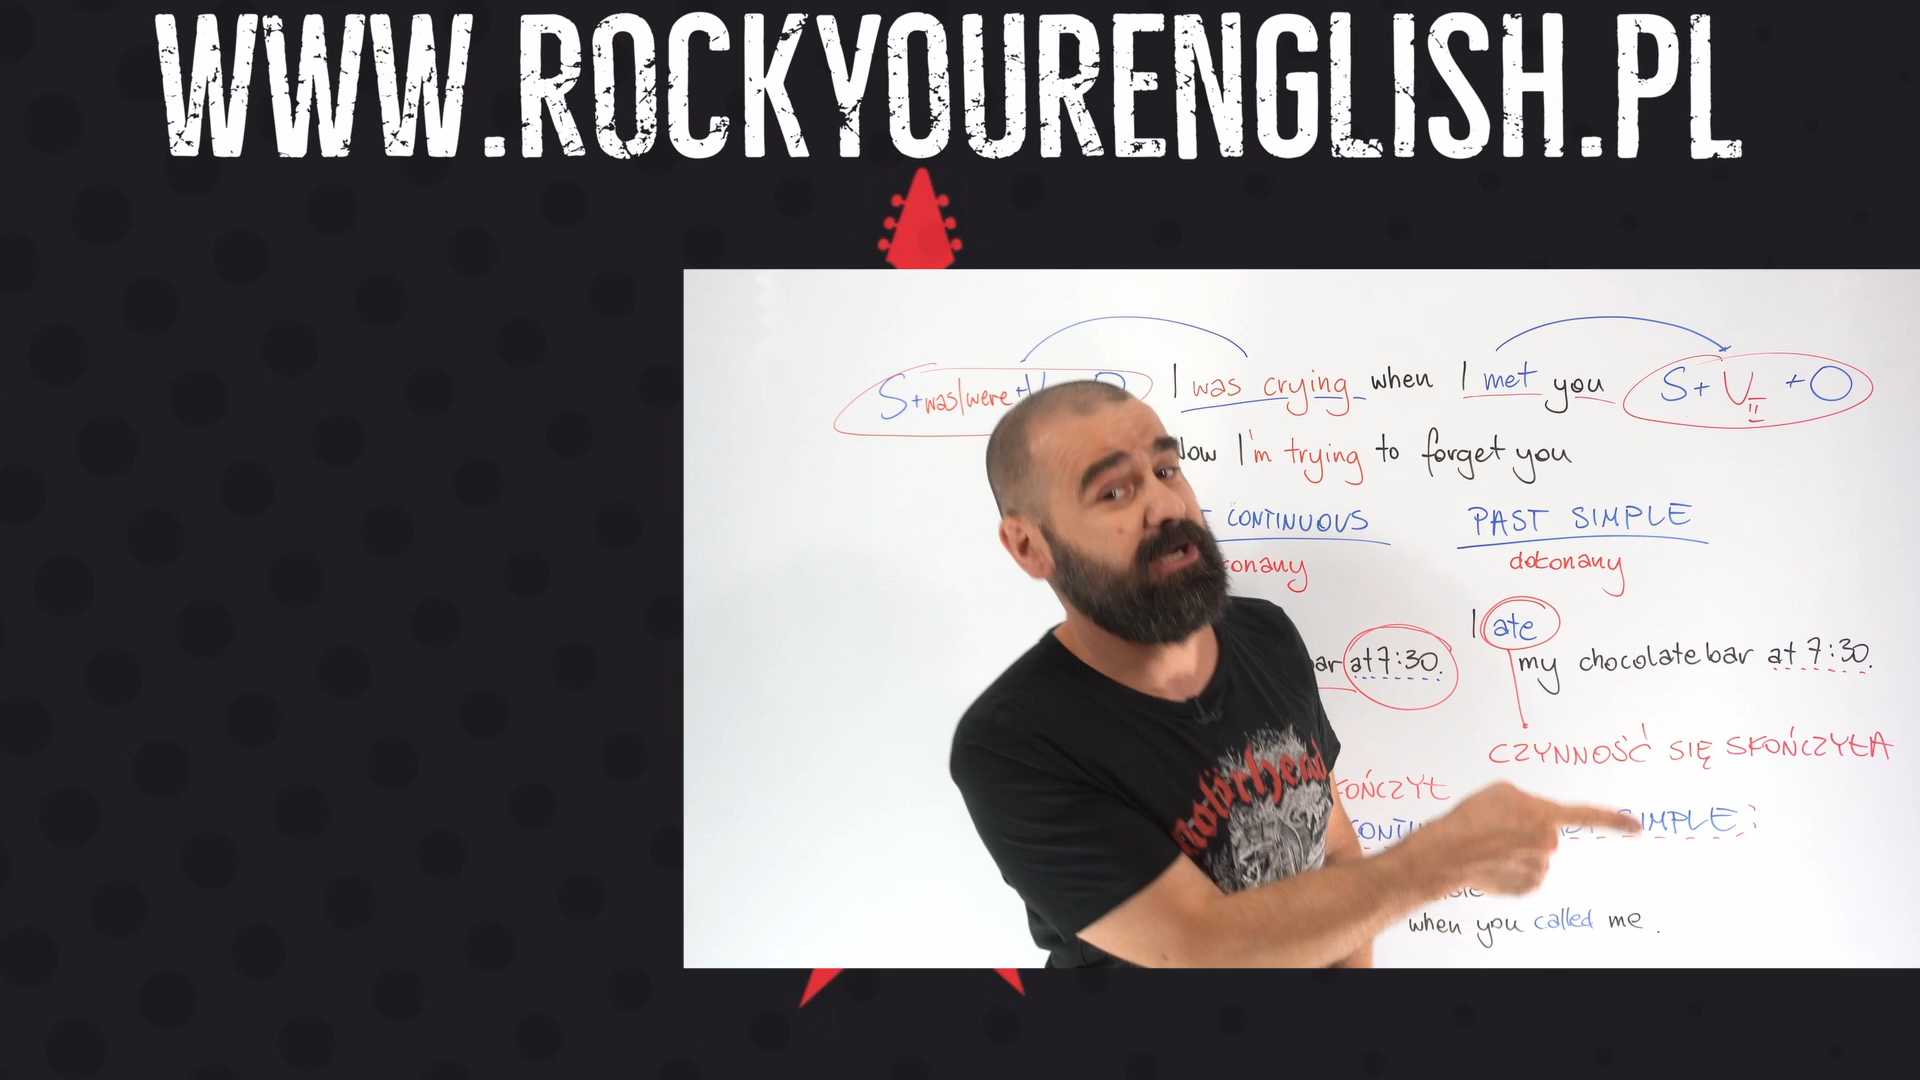 WWW.ROCKYOURENGLISH.PL
S+was/were+ I was crying when I met you S+ V II +O
Now I'm trying to forget you
CONTINUOUS PAST SIMPLE
dokonany
I ate
at 7:30. my chocolate bar at 7:30.
CZYNNOŚĆ SIĘ SKOŃCZYŁA
SIMPLE
Motörhead
when you called me.